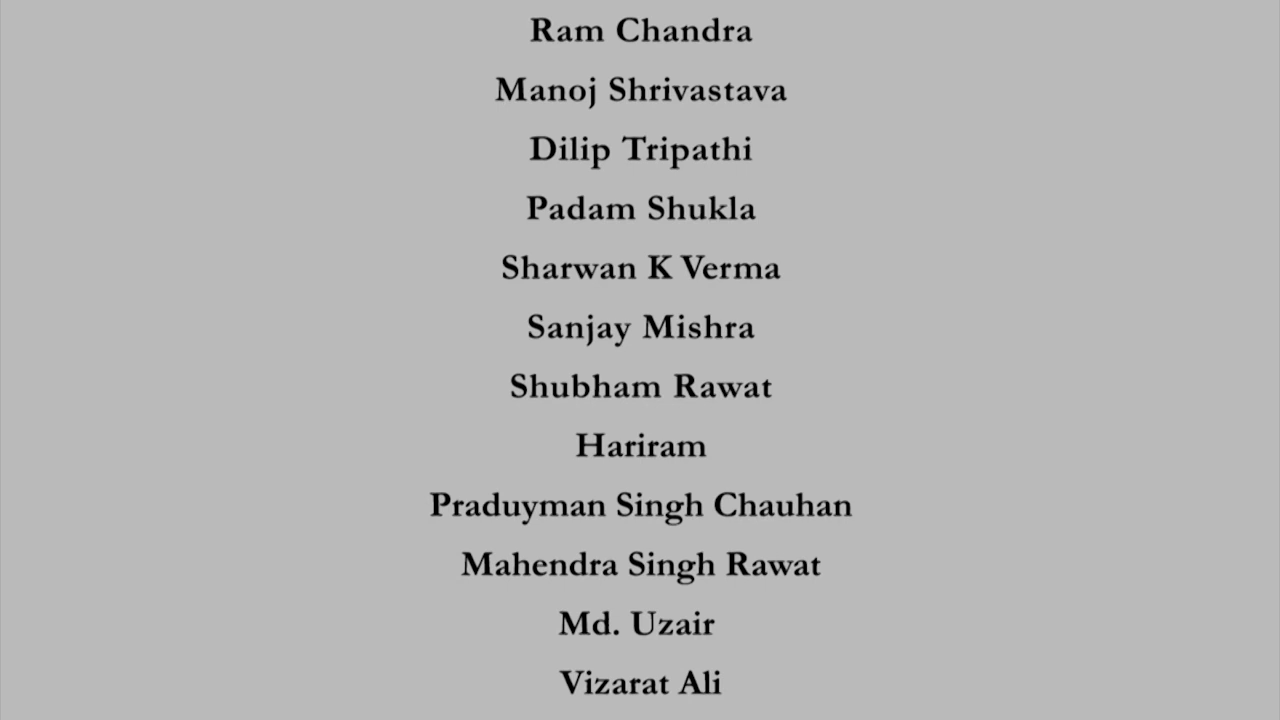 Ram Chandra
Manoj Shrivastava
Dilip Tripathi
Padam Shukla
Sharwan K Verma
Sanjay Mishra
Shubham Rawat
Hariram
Praduyman Singh Chauhan
Mahendra Singh Rawat
Md. Uzair
Vizarat Ali